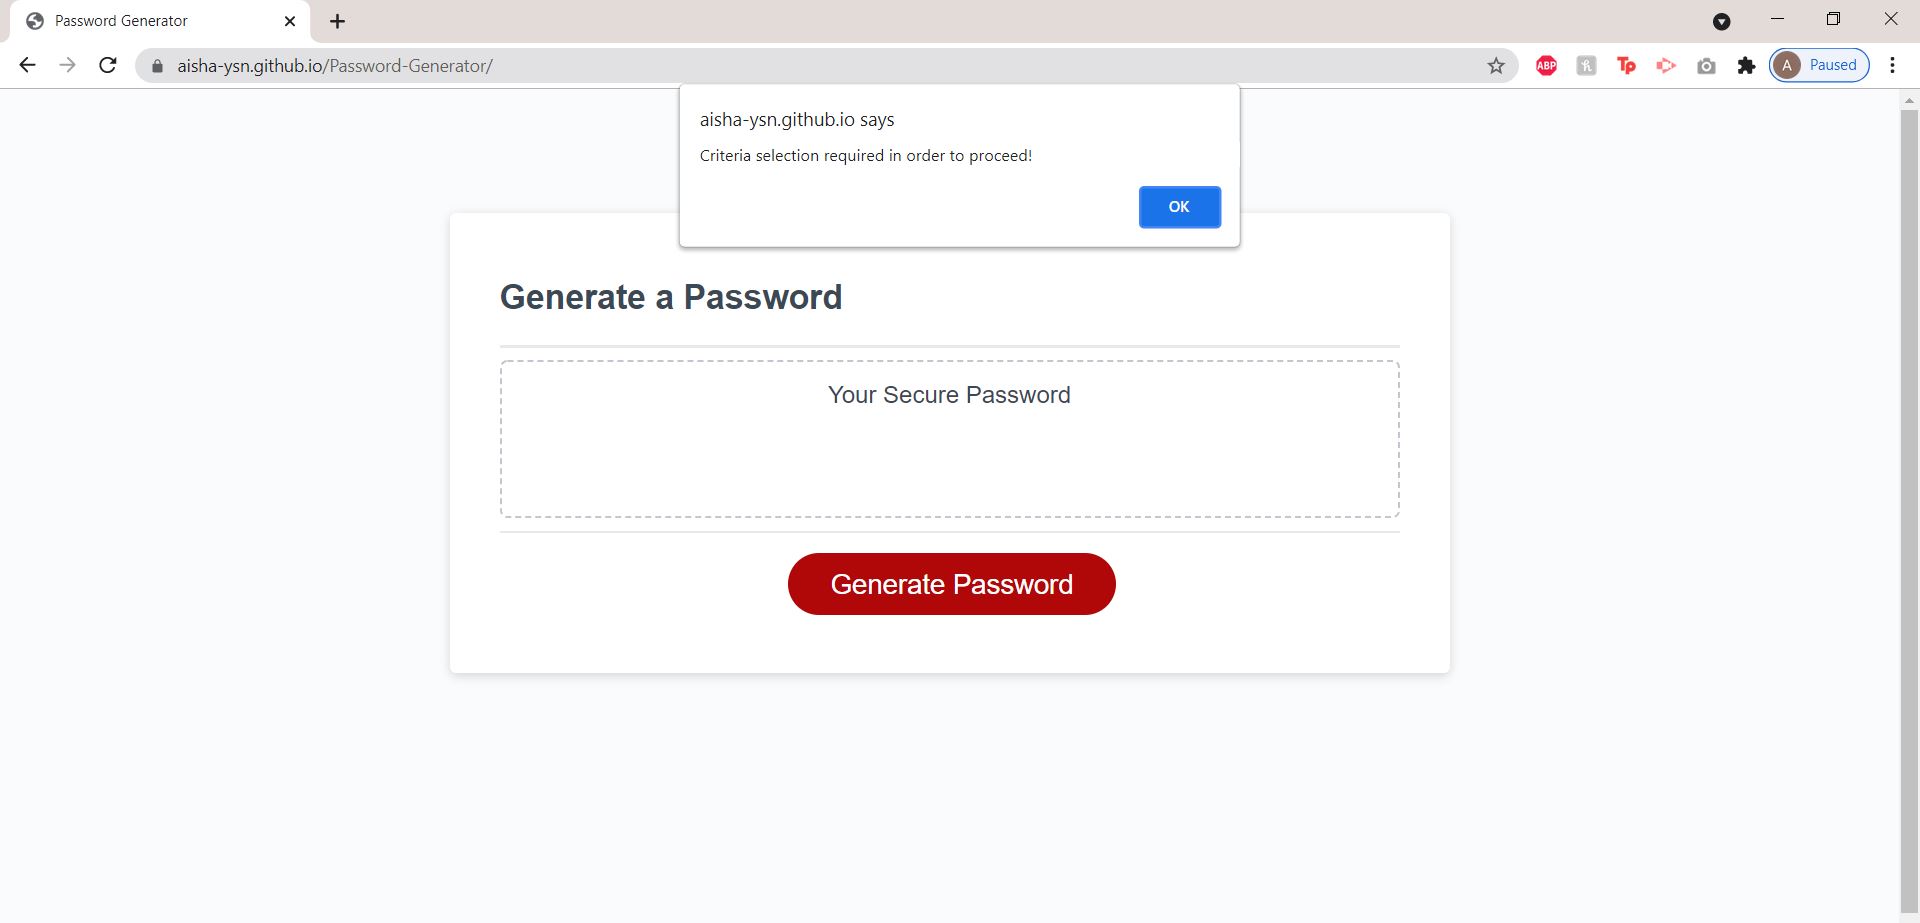 Password Generator
aisha-ysn.github.io/Password-Generator/
ABP
Tp
A Paused
aisha-ysn.github.io says
Criteria selection required in order to proceed!
OK
Generate a Password
Your Secure Password
Generate Password